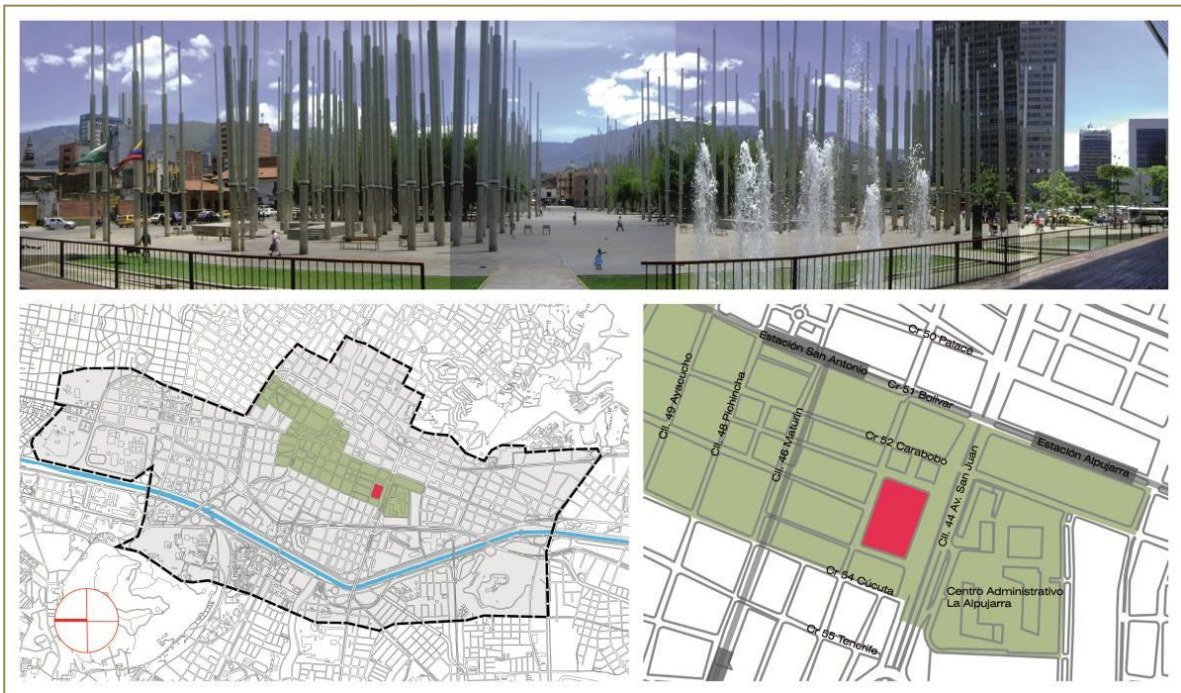 Cr 50 Palacé
Estación San Antonio
Cr 51 Bolívar
Cll. 49 Ayacucho
Cll. 48 Pichincha
Cll. 46 Maturín
Cr 52 Carabobo
Estación Alpujarra
Cll. 44 Av. San Juan
Cr 54 Cúcuta
Centro Administrativo
La Alpujarra
Cr 55 Tenerife